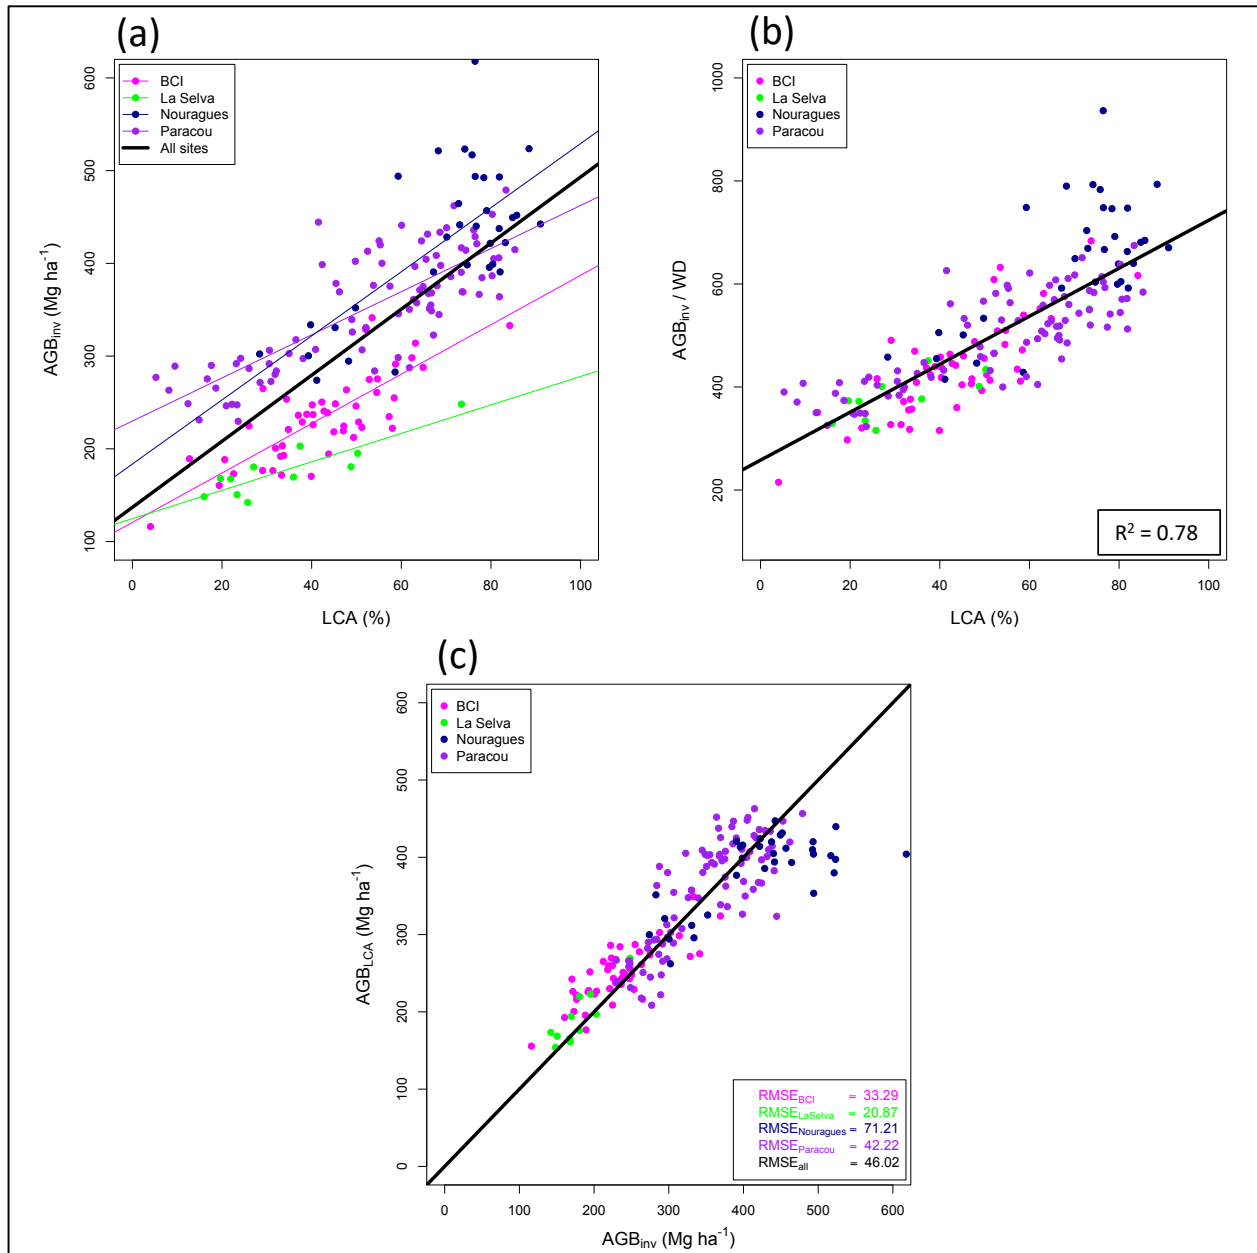 (a)
BCI
La Selva
Nouragues
Paracou
All sites
600
500
400
300
200
100
AGBinv (Mg ha-1)
0 20 40 60 80 100
LCA (%)
(b)
BCI
La Selva
Nouragues
Paracou
1000
800
600
400
200
AGBinv / WD
R2 = 0.78
0 20 40 60 80 100
LCA (%)
(c)
BCI
La Selva
Nouragues
Paracou
600
500
400
300
200
100
0
AGBLCA (Mg ha-1)
RMSEBCI = 33.29
RMSELaSelva = 20.87
RMSENouragues = 71.21
RMSEParacou = 42.22
RMSEall = 46.02
0 100 200 300 400 500 600
AGBinv (Mg ha-1)